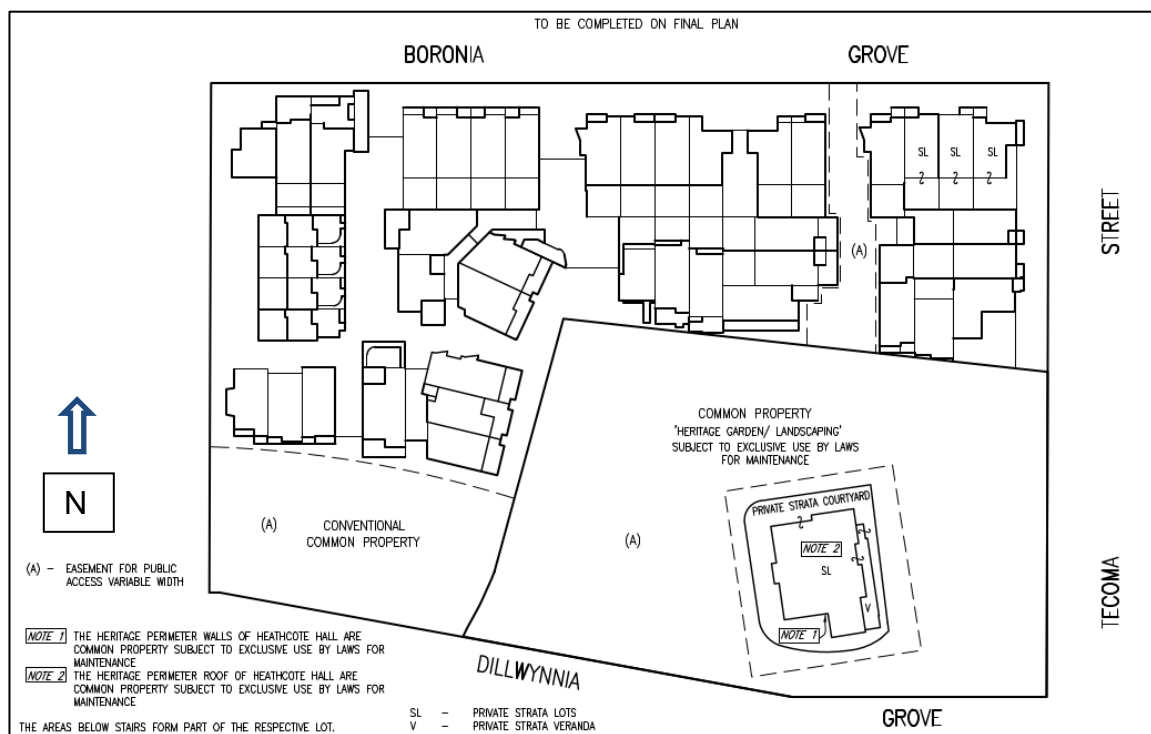 TO BE COMPLETED ON FINAL PLAN
BORONIA GROVE
SL SL SL
STREET
(A)
COMMON PROPERTY
'HERITAGE GARDEN/ LANDSCAPING'
SUBJECT TO EXCLUSIVE USE BY LAWS
FOR MAINTENANCE
PRIVATE STRATA COURTYARD
N
(A)
CONVENTIONAL
COMMON PROPERTY
(A)
NOTE 2
SL
V
NOTE 1
TECOMA
(A) – EASEMENT FOR PUBLIC
ACCESS VARIABLE WIDTH
NOTE 1 THE HERITAGE PERIMETER WALLS OF HEATHCOTE HALL ARE
COMMON PROPERTY SUBJECT TO EXCLUSIVE USE BY LAWS FOR
MAINTENANCE
NOTE 2 THE HERITAGE PERIMETER ROOF OF HEATHCOTE HALL ARE
COMMON PROPERTY SUBJECT TO EXCLUSIVE USE BY LAWS FOR
MAINTENANCE
THE AREAS BELOW STAIRS FORM PART OF THE RESPECTIVE LOT.
DILLWYNNIA GROVE
SL – PRIVATE STRATA LOTS
V – PRIVATE STRATA VERANDA